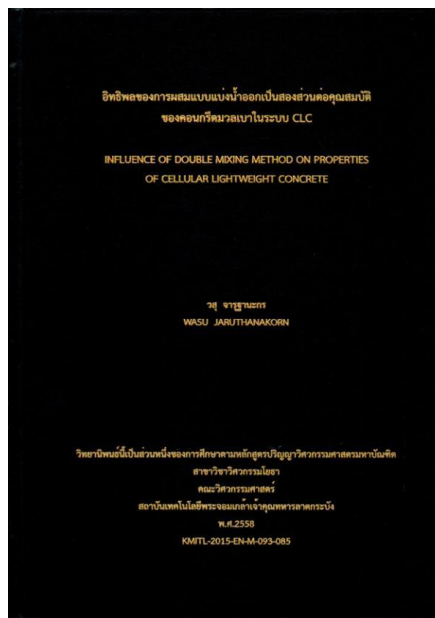 อิทธิพลของการผสมแบบแบ่งน้ำออกเป็นสองส่วนต่อคุณสมบัติ
ของคอนกรีตมวลเบาในระบบ CLC
INFLUENCE OF DOUBLE MIXING METHOD ON PROPERTIES
OF CELLULAR LIGHTWEIGHT CONCRETE
วสุ จารุฐานะกร
WASU JARUTHANAKORN
วิทยานิพนธ์นี้เป็นส่วนหนึ่งของการศึกษาตามหลักสูตรปริญญาวิศวกรรมศาสตรมหาบัณฑิต
สาขาวิชาวิศวกรรมโยธา
คณะวิศวกรรมศาสตร์
สถาบันเทคโนโลยีพระจอมเกล้าเจ้าคุณทหารลาดกระบัง
พ.ศ.2558
KMITL-2015-EN-M-093-085